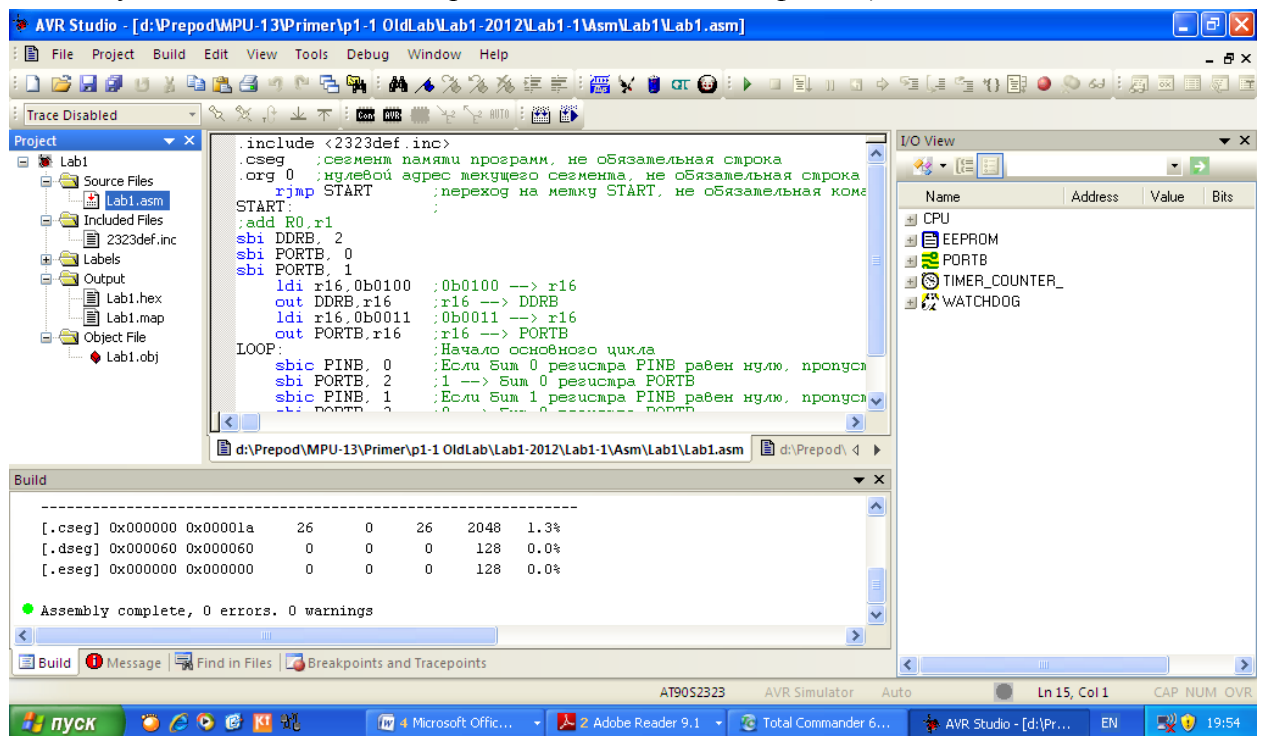 AVR Studio - [d:\Prepod\MPU-13\Primer\p1-1 OldLab\Lab1-2012\Lab1-1\Asm\Lab1\Lab1.asm]
File Project Build Edit View Tools Debug Window Help
Trace Disabled
Con AVR AUTO
Project
Lab1
Source Files
Lab1.asm
Included Files
2323def.inc
Labels
Output
Lab1.hex
Lab1.map
Object File
Lab1.obj
.include <2323def.inc>
.cseg ;сегмент памяти программ, не обязательная строка
.org 0 ;нулевой адрес текущего сегмента, не обязательная строка
rjmp START ;переход на метку START, не обязательная кома
START: ;
;add R0,r1
sbi DDRB, 2
sbi PORTB, 0
sbi PORTB, 1
ldi r16,0b0100 ;0b0100 --> r16
out DDRB,r16 ;r16 --> DDRB
ldi r16,0b0011 ;0b0011 --> r16
out PORTB,r16 ;r16 --> PORTB
LOOP: ;Начало основного цикла
sbic PINB, 0 ;Если бит 0 регистра PINB равен нулю, пропуст
sbi PORTB, 2 ;1 --> бит 0 регистра PORTB
sbic PINB, 1 ;Если бит 1 регистра PINB равен нулю, пропуст
d:\Prepod\MPU-13\Primer\p1-1 OldLab\Lab1-2012\Lab1-1\Asm\Lab1\Lab1.asm d:\Prepod\
I/O View
Name Address Value Bits
CPU
EEPROM
PORTB
TIMER_COUNTER_
WATCHDOG
Build
[.cseg] 0x000000 0x00001a 26 0 26 2048 1.3%
[.dseg] 0x000060 0x000060 0 0 0 128 0.0%
[.eseg] 0x000000 0x000000 0 0 0 128 0.0%
Assembly complete, 0 errors. 0 warnings
Build Message Find in Files Breakpoints and Tracepoints
AT90S2323 AVR Simulator Auto Ln 15, Col 1 CAP NUM OVR
пуск 4 Microsoft Offic... 2 Adobe Reader 9.1 Total Commander 6... AVR Studio - [d:\Pr... EN 19:54